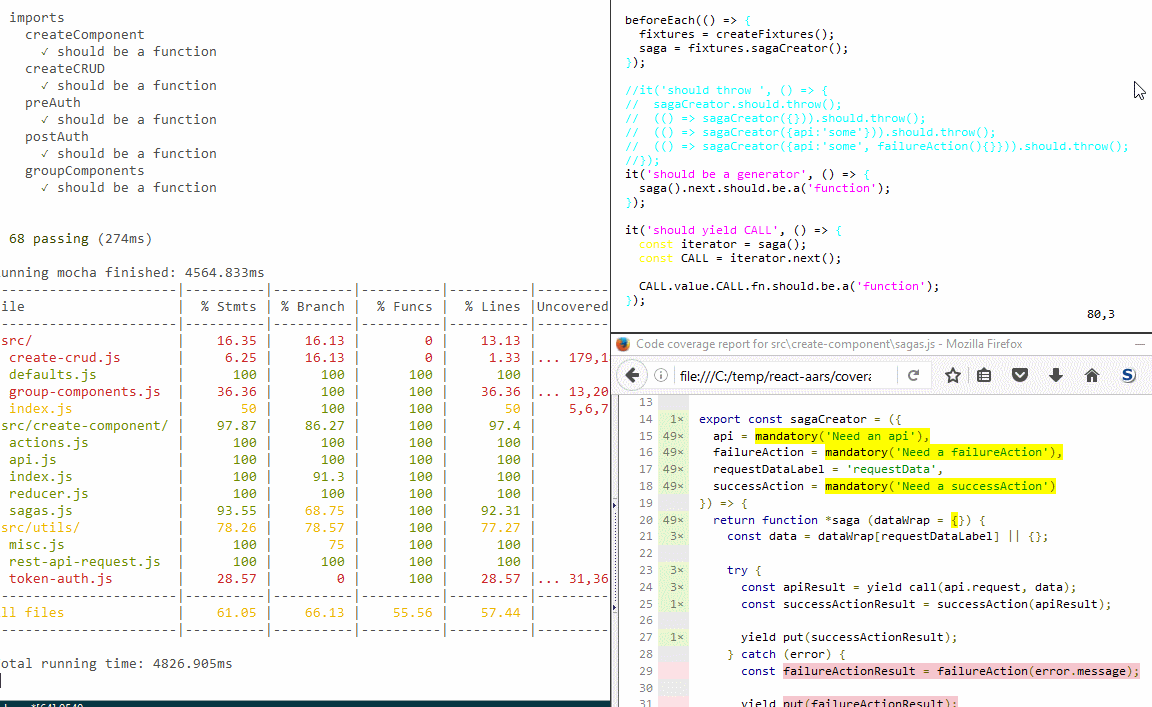 imports
createComponent
✓ should be a function
createCRUD
✓ should be a function
preAuth
✓ should be a function
postAuth
✓ should be a function
groupComponents
✓ should be a function
68 passing (274ms)
unning mocha finished: 4564.833ms
ile | % Stmts | % Branch | % Funcs | % Lines |Uncovered
src/ | 16.35 | 16.13 | 0 | 13.13 |
create-crud.js | 6.25 | 16.13 | 0 | 1.33 |... 179,1
defaults.js | 100 | 100 | 100 | 100 |
group-components.js | 36.36 | 100 | 100 | 36.36 |... 13,20
index.js | 50 | 100 | 100 | 50 | 5,6,7
src/create-component/ | 97.87 | 86.27 | 100 | 97.4 |
actions.js | 100 | 100 | 100 | 100 |
api.js | 100 | 100 | 100 | 100 |
index.js | 100 | 91.3 | 100 | 100 |
reducer.js | 100 | 100 | 100 | 100 |
sagas.js | 93.55 | 68.75 | 100 | 92.31 |
src/utils/ | 78.26 | 78.57 | 100 | 77.27 |
misc.js | 100 | 75 | 100 | 100 |
rest-api-request.js | 100 | 100 | 100 | 100 |
token-auth.js | 28.57 | 0 | 100 | 28.57 |... 31,36
ll files | 61.05 | 66.13 | 55.56 | 57.44 |
otal running time: 4826.905ms
beforeEach(() => {
fixtures = createFixtures();
saga = fixtures.sagaCreator();
});
//it('should throw ', () => {
// sagaCreator.should.throw();
// (() => sagaCreator({})).should.throw();
// (() => sagaCreator({api:'some'})).should.throw();
// (() => sagaCreator({api:'some', failureAction(){}})).should.throw();
//});
it('should be a generator', () => {
saga().next.should.be.a('function');
});
it('should yield CALL', () => {
const iterator = saga();
const CALL = iterator.next();
CALL.value.CALL.fn.should.be.a('function');
});
80,3
Code coverage report for src\create-component\sagas.js - Mozilla Firefox
file:///C:/temp/react-aars/covera
13
14 1× export const sagaCreator = ({
15 49× api = mandatory('Need an api'),
16 49× failureAction = mandatory('Need a failureAction'),
17 49× requestDataLabel = 'requestData',
18 49× successAction = mandatory('Need a successAction')
19 }) => {
20 49× return function *saga (dataWrap = {}) {
21 3× const data = dataWrap[requestDataLabel] || {};
22
23 3× try {
24 3× const apiResult = yield call(api.request, data);
25 1× const successActionResult = successAction(apiResult);
26
27 1× yield put(successActionResult);
28 } catch (error) {
29 const failureActionResult = failureAction(error.message);
30
31 yield put(failureActionResult);